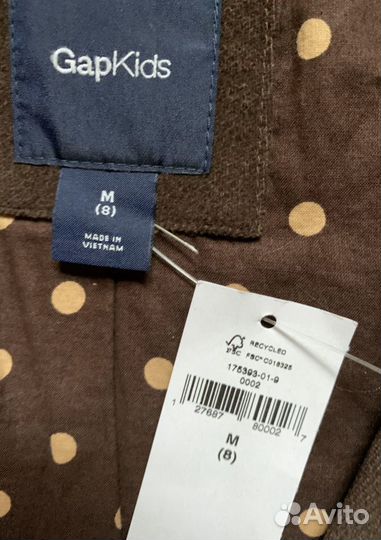 GapKids
M
(8)
MADE IN
VIETNAM
RECYCLED
FSC FSC® C018325
175393-01-9
0002
1 27687 80002 7
M
(8)
Avito